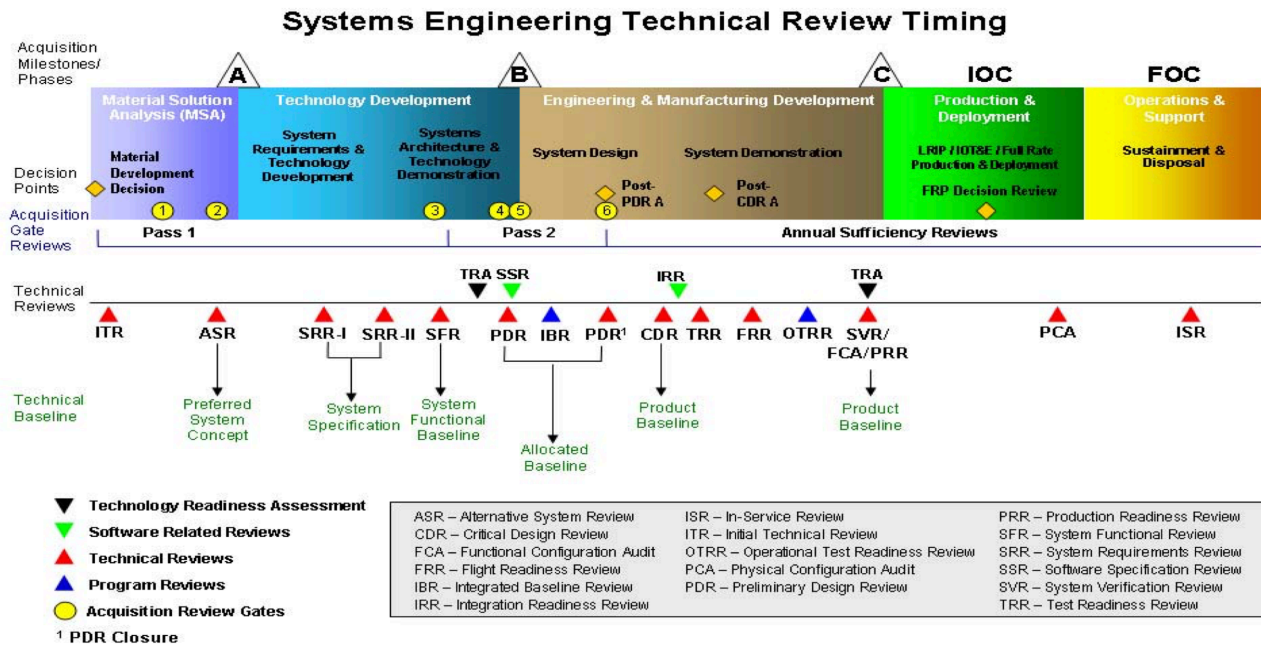 Systems Engineering Technical Review Timing
Acquisition
Milestones/
Phases
A
B
C
IOC
FOC
Material Solution
Analysis (MSA)
Technology Development
Engineering & Manufacturing Development
Production &
Deployment
Operations &
Support
Material
Development
Decision
System
Requirements &
Technology
Development
Systems
Architecture &
Technology
Demonstration
System Design
System Demonstration
LRIP / IOT&E / Full Rate
Production & Deployment
FRP Decision Review
Sustainment &
Disposal
Decision
Points
Post-
PDR A
Post-
CDR A
Acquisition
Gate
Reviews
1
2
3
4
5
6
Pass 1
Pass 2
Annual Sufficiency Reviews
Technical
Reviews
TRA
SSR
IRR
TRA
ITR
ASR
SRR-I
SRR-II
SFR
PDR
IBR
PDR¹
CDR
TRR
FRR
OTRR
SVR/
FCA/PRR
PCA
ISR
Technical
Baseline
Preferred
System
Concept
System
Specification
System
Functional
Baseline
Allocated
Baseline
Product
Baseline
Product
Baseline
Technology Readiness Assessment
Software Related Reviews
Technical Reviews
Program Reviews
Acquisition Review Gates
¹ PDR Closure
ASR – Alternative System Review
CDR – Critical Design Review
FCA – Functional Configuration Audit
FRR – Flight Readiness Review
IBR – Integrated Baseline Review
IRR – Integration Readiness Review
ISR – In-Service Review
ITR – Initial Technical Review
OTRR – Operational Test Readiness Review
PCA – Physical Configuration Audit
PDR – Preliminary Design Review
PRR – Production Readiness Review
SFR – System Functional Review
SRR – System Requirements Review
SSR – Software Specification Review
SVR – System Verification Review
TRR – Test Readiness Review